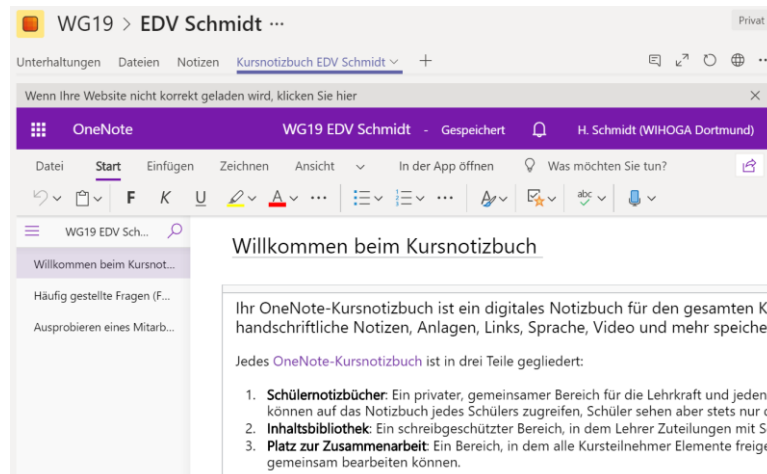 WG19 > EDV Schmidt ...
Privat
Unterhaltungen Dateien Notizen Kursnotizbuch EDV Schmidt
Wenn Ihre Website nicht korrekt geladen wird, klicken Sie hier
OneNote WG19 EDV Schmidt - Gespeichert H. Schmidt (WIHOGA Dortmund)
Datei Start Einfügen Zeichnen Ansicht In der App öffnen Was möchten Sie tun?
F K U A abc
WG19 EDV Sch...
Willkommen beim Kursnot...
Häufig gestellte Fragen (F...
Ausprobieren eines Mitarb...
Willkommen beim Kursnotizbuch
Ihr OneNote-Kursnotizbuch ist ein digitales Notizbuch für den gesamten K
handschriftliche Notizen, Anlagen, Links, Sprache, Video und mehr speiche
Jedes OneNote-Kursnotizbuch ist in drei Teile gegliedert:
1. Schülernotizbücher: Ein privater, gemeinsamer Bereich für die Lehrkraft und jeden
können auf das Notizbuch jedes Schülers zugreifen, Schüler sehen aber stets nur
2. Inhaltsbibliothek: Ein schreibgeschützter Bereich, in dem Lehrer Zuteilungen mit S
3. Platz zur Zusammenarbeit: Ein Bereich, in dem alle Kursteilnehmer Elemente freige
gemeinsam bearbeiten können.